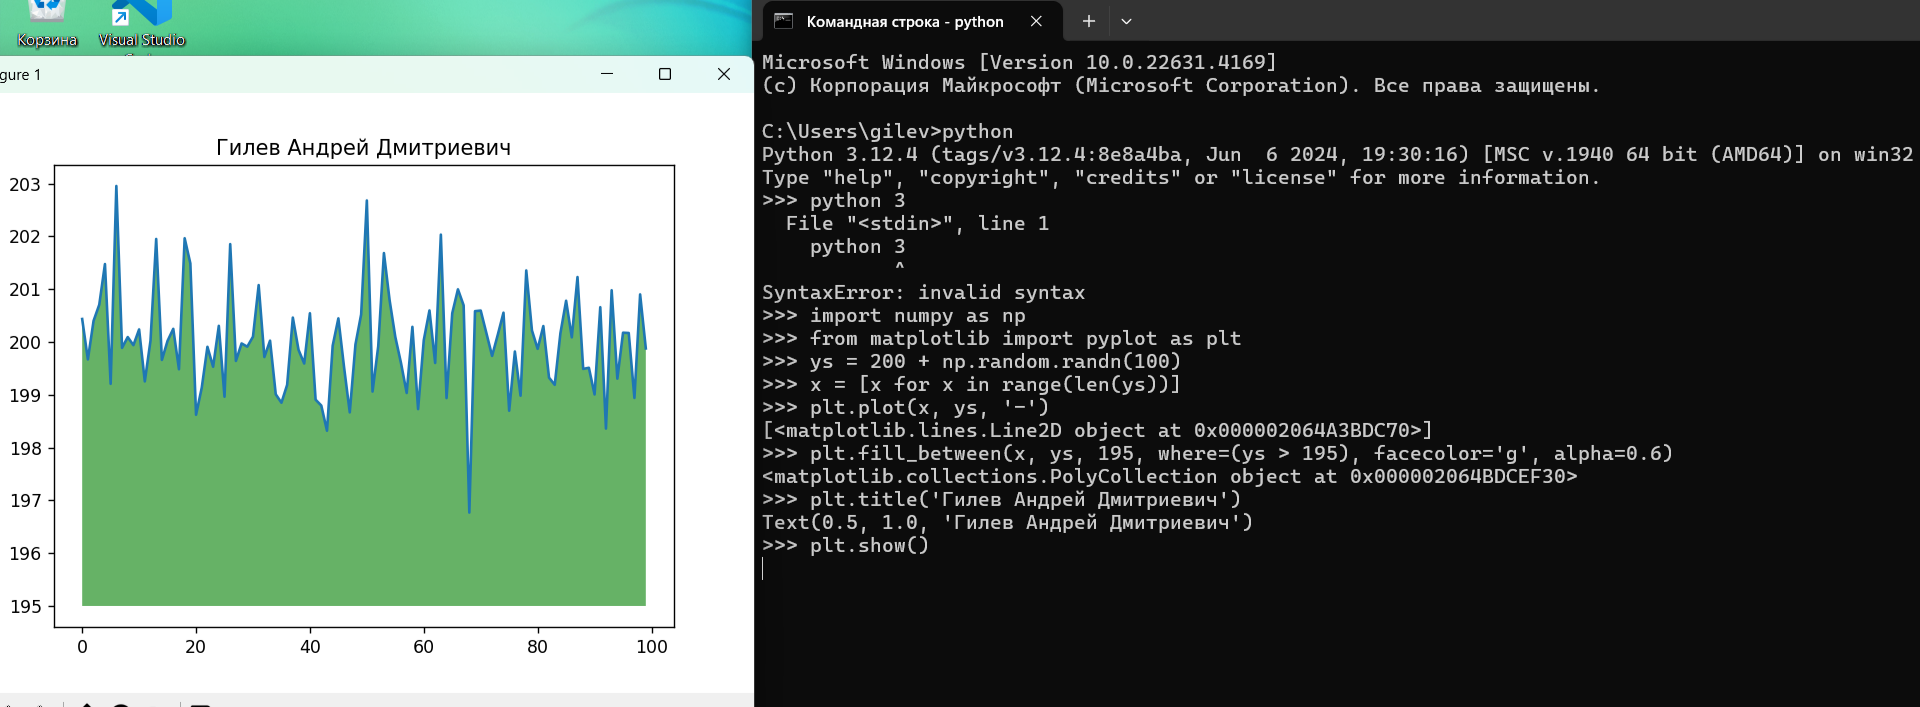 Корзина
Visual Studio
gure 1
Гилев Андрей Дмитриевич
203
202
201
200
199
198
197
196
195
0 20 40 60 80 100
Командная строка - python
Microsoft Windows [Version 10.0.22631.4169]
(c) Корпорация Майкрософт (Microsoft Corporation). Все права защищены.
C:\Users\gilev>python
Python 3.12.4 (tags/v3.12.4:8e8a4ba, Jun  6 2024, 19:30:16) [MSC v.1940 64 bit (AMD64)] on win32
Type "help", "copyright", "credits" or "license" for more information.
>>> python 3
  File "<stdin>", line 1
    python 3
           ^
SyntaxError: invalid syntax
>>> import numpy as np
>>> from matplotlib import pyplot as plt
>>> ys = 200 + np.random.randn(100)
>>> x = [x for x in range(len(ys))]
>>> plt.plot(x, ys, '-')
[<matplotlib.lines.Line2D object at 0x000002064A3BDC70>]
>>> plt.fill_between(x, ys, 195, where=(ys > 195), facecolor='g', alpha=0.6)
<matplotlib.collections.PolyCollection object at 0x000002064BDCEF30>
>>> plt.title('Гилев Андрей Дмитриевич')
Text(0.5, 1.0, 'Гилев Андрей Дмитриевич')
>>> plt.show()